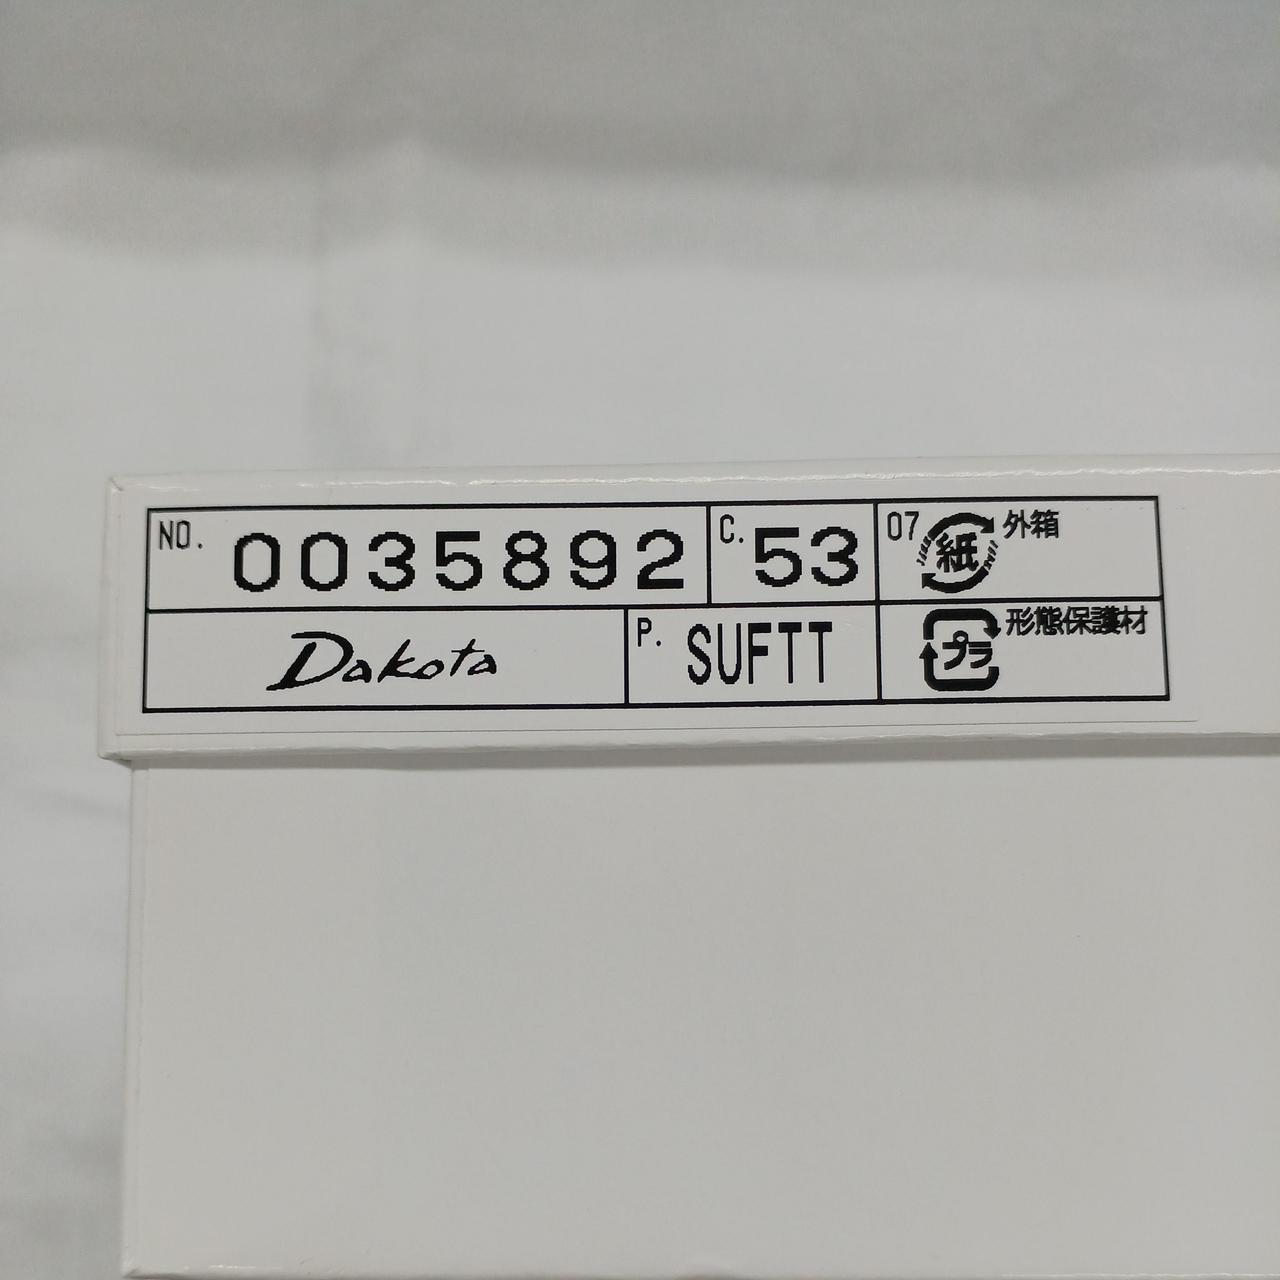 NO. 0035892
C. 53
07 紙 外箱
Dakota
P. SUFTT
プラ 形態保護材